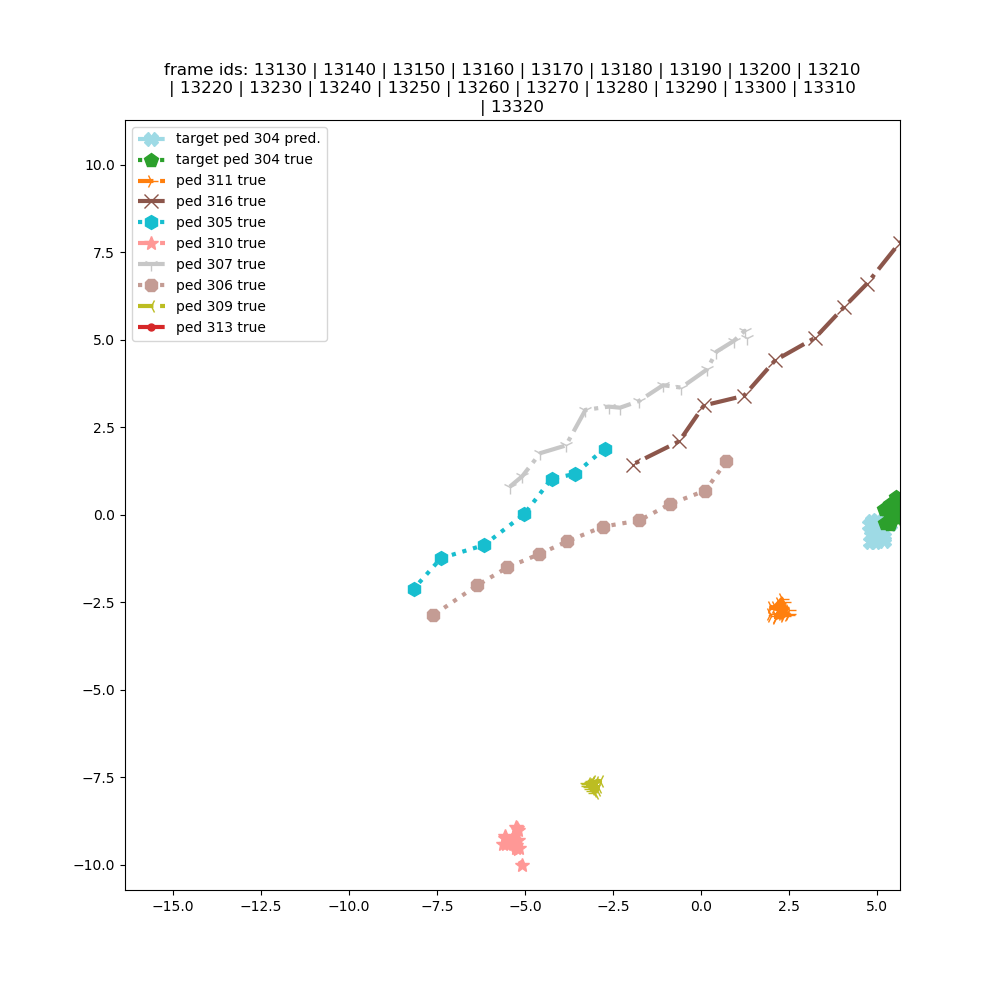 frame ids: 13130 | 13140 | 13150 | 13160 | 13170 | 13180 | 13190 | 13200 | 13210
| 13220 | 13230 | 13240 | 13250 | 13260 | 13270 | 13280 | 13290 | 13300 | 13310
| 13320
target ped 304 pred.
target ped 304 true
ped 311 true
ped 316 true
ped 305 true
ped 310 true
ped 307 true
ped 306 true
ped 309 true
ped 313 true
10.0
7.5
5.0
2.5
0.0
−2.5
−5.0
−7.5
−10.0
−15.0 −12.5 −10.0 −7.5 −5.0 −2.5 0.0 2.5 5.0